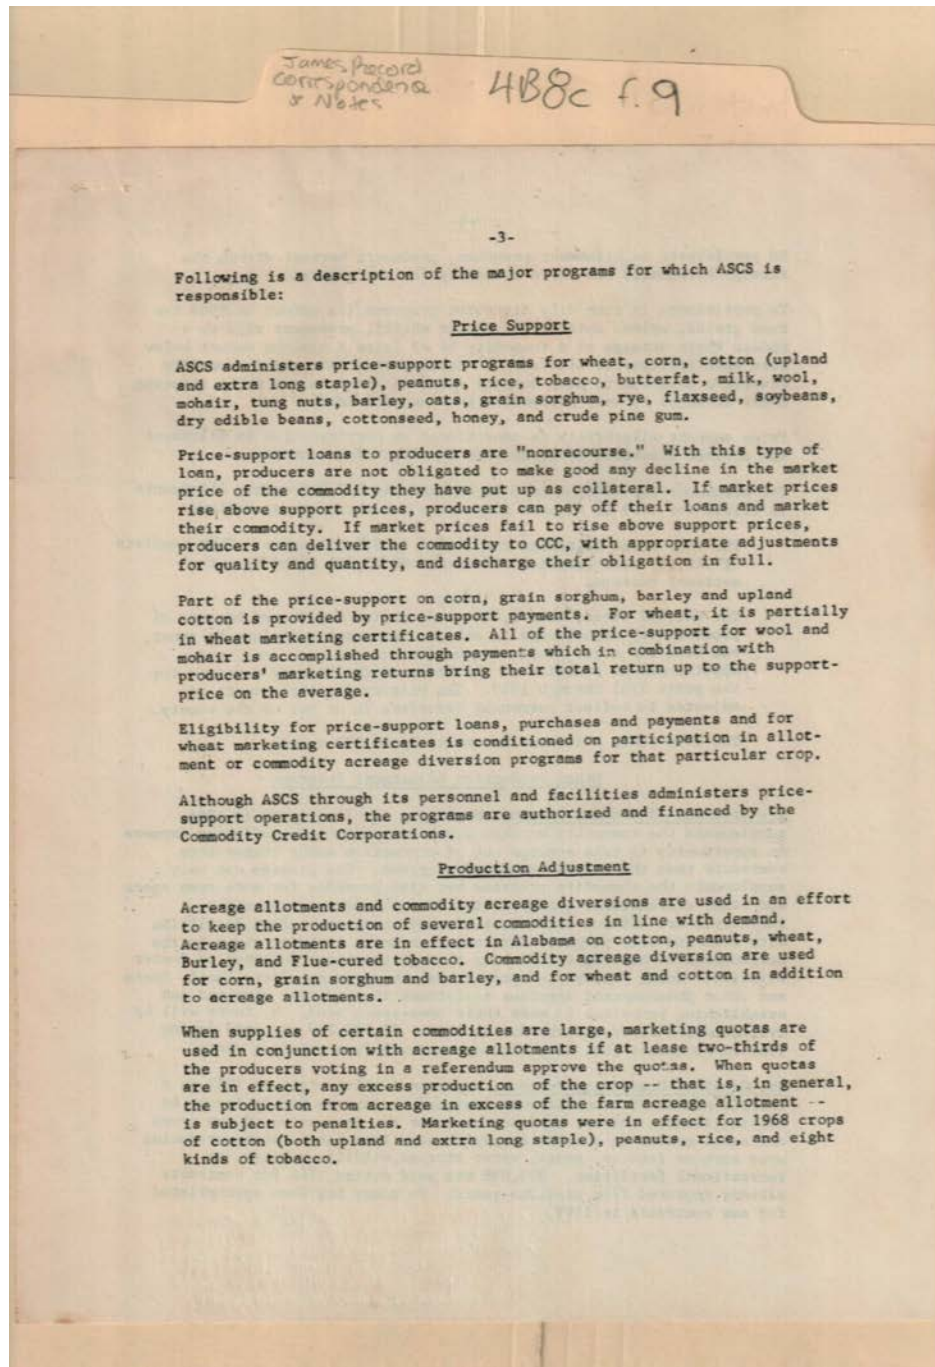 James Record
Correspondence
& Notes
4B8c f.9
-3-
Following is a description of the major programs for which ASCS is
responsible:
Price Support
ASCS administers price-support programs for wheat, corn, cotton (upland
and extra long staple), peanuts, rice, tobacco, butterfat, milk, wool,
mohair, tung nuts, barley, oats, grain sorghum, rye, flaxseed, soybeans,
dry edible beans, cottonseed, honey, and crude pine gum.
Price-support loans to producers are "nonrecourse." With this type of
loan, producers are not obligated to make good any decline in the market
price of the commodity they have put up as collateral. If market prices
rise above support prices, producers can pay off their loans and market
their commodity. If market prices fail to rise above support prices,
producers can deliver the commodity to CCC, with appropriate adjustments
for quality and quantity, and discharge their obligation in full.
Part of the price-support on corn, grain sorghum, barley and upland
cotton is provided by price-support payments. For wheat, it is partially
in wheat marketing certificates. All of the price-support for wool and
mohair is accomplished through payments which in combination with
producers' marketing returns bring their total return up to the support-
price on the average.
Eligibility for price-support loans, purchases and payments and for
wheat marketing certificates is conditioned on participation in allot-
ment or commodity acreage diversion programs for that particular crop.
Although ASCS through its personnel and facilities administers price-
support operations, the programs are authorized and financed by the
Commodity Credit Corporations.
Production Adjustment
Acreage allotments and commodity acreage diversions are used in an effort
to keep the production of several commodities in line with demand.
Acreage allotments are in effect in Alabama on cotton, peanuts, wheat,
Burley, and Flue-cured tobacco. Commodity acreage diversion are used
for corn, grain sorghum and barley, and for wheat and cotton in addition
to acreage allotments.
When supplies of certain commodities are large, marketing quotas are
used in conjunction with acreage allotments if at lease two-thirds of
the producers voting in a referendum approve the quotas. When quotas
are in effect, any excess production of the crop -- that is, in general,
the production from acreage in excess of the farm acreage allotment --
is subject to penalties. Marketing quotas were in effect for 1968 crops
of cotton (both upland and extra long staple), peanuts, rice, and eight
kinds of tobacco.